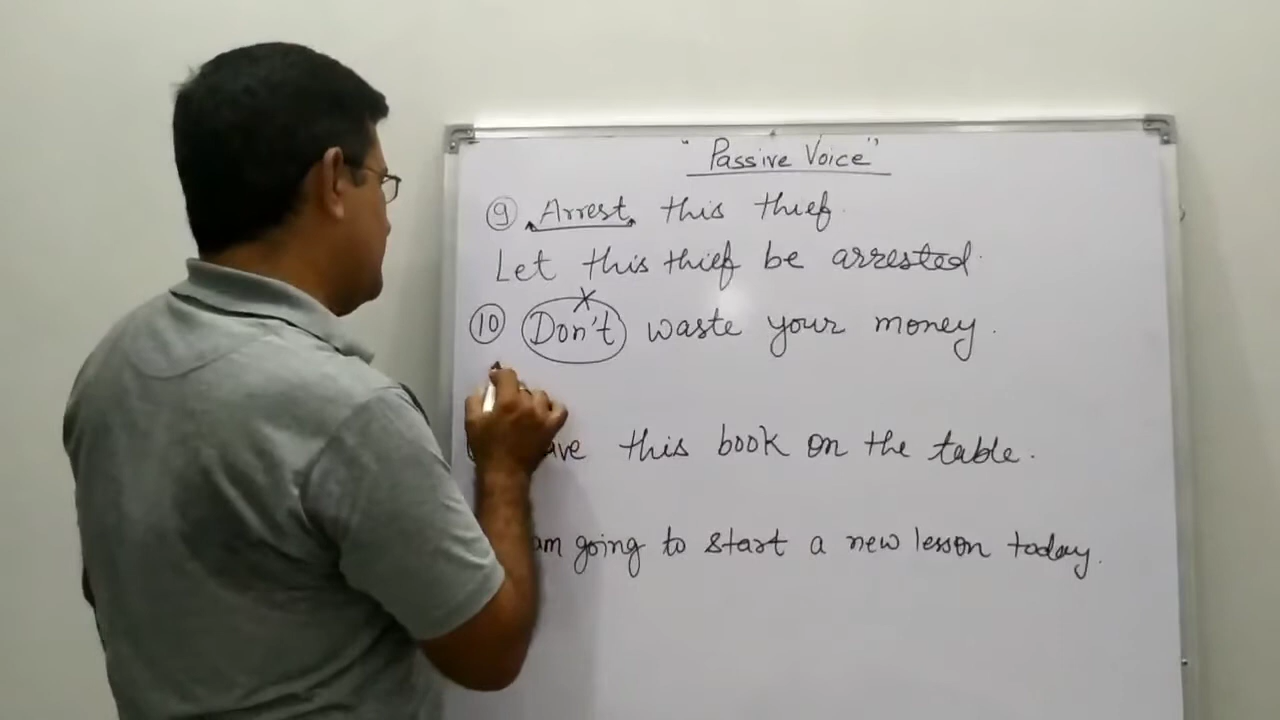 "Passive Voice"
9 Arrest this thief.
Let this thief be arrested.
10 Don't waste your money.
this book on the table.
am going to start a new lesson today.